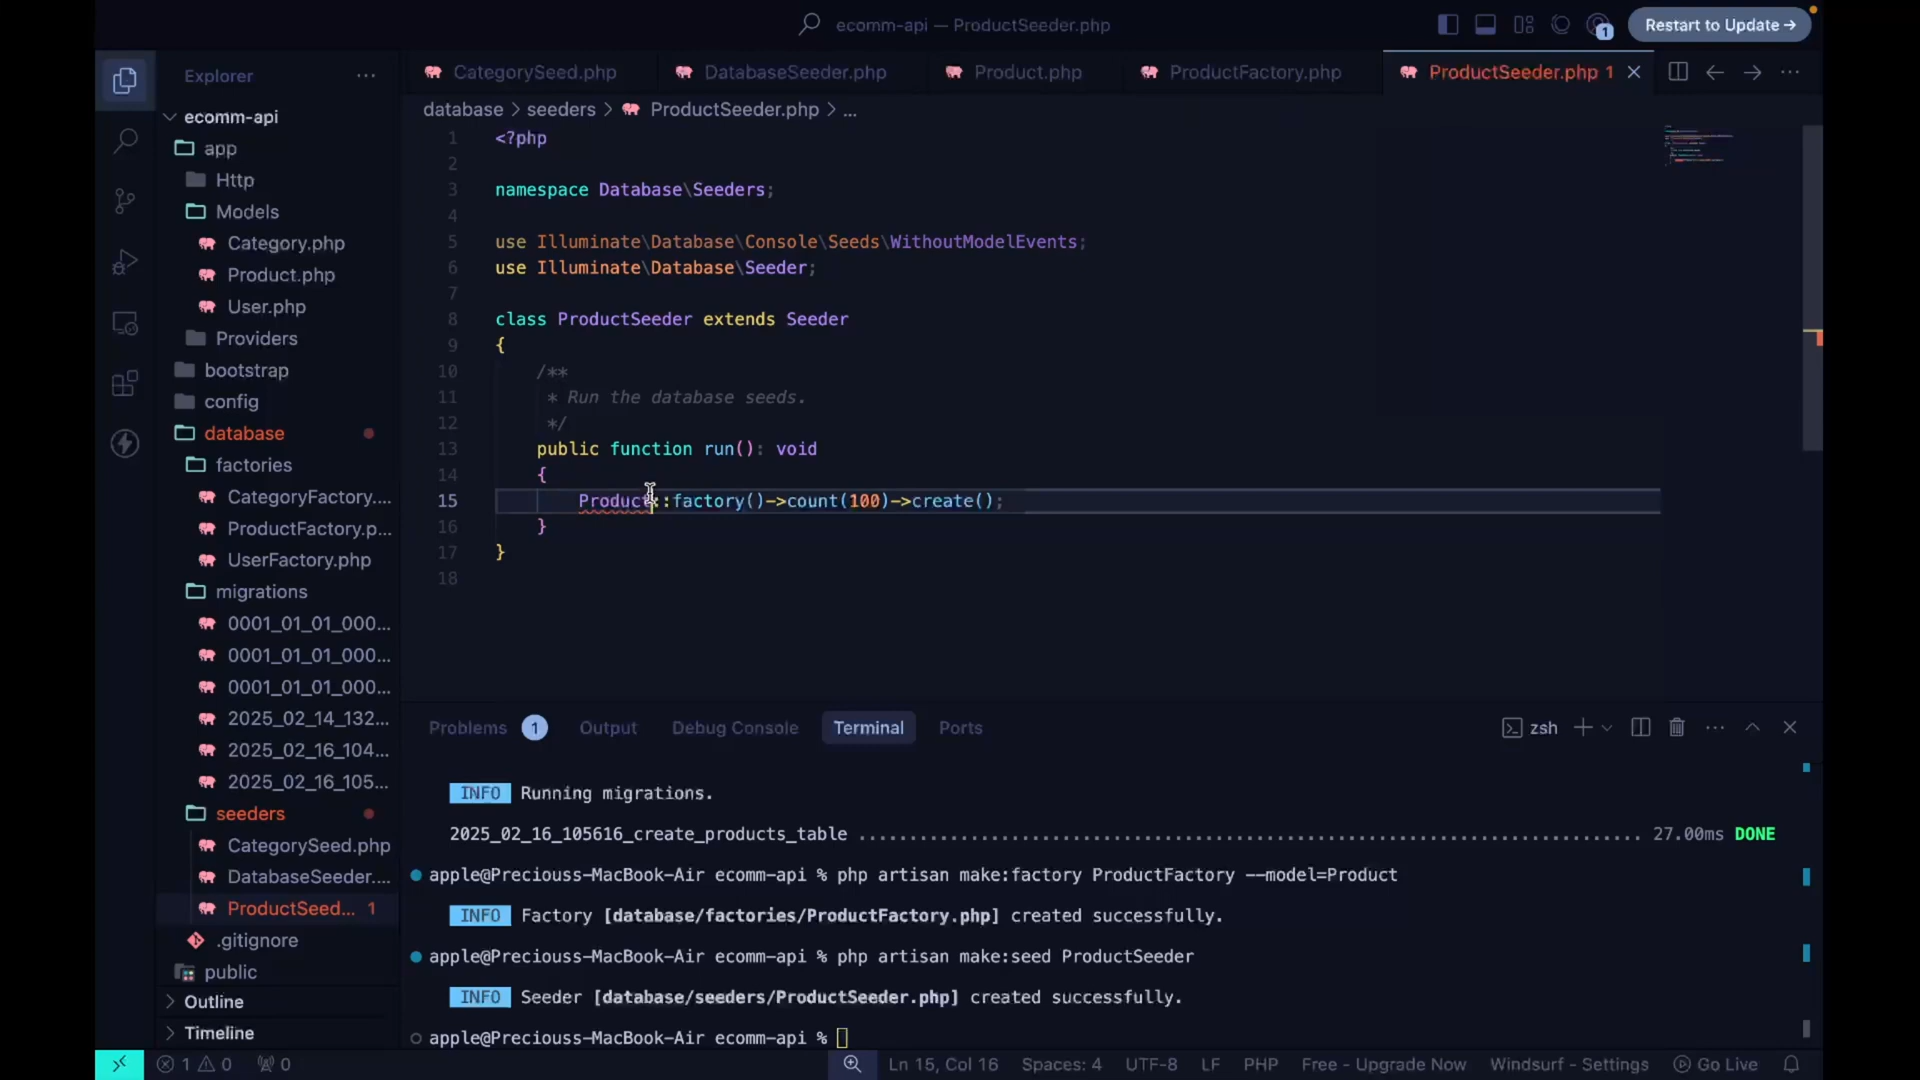 ecomm-api — ProductSeeder.php
1
Restart to Update →
Explorer
ecomm-api
app
Http
Models
Category.php
Product.php
User.php
Providers
bootstrap
config
database
factories
CategoryFactory....
ProductFactory.p...
UserFactory.php
migrations
0001_01_01_000...
0001_01_01_000...
0001_01_01_000...
2025_02_14_132...
2025_02_16_104...
2025_02_16_105...
seeders
CategorySeed.php
DatabaseSeeder....
ProductSeed... 1
.gitignore
public
Outline
Timeline
CategorySeed.php DatabaseSeeder.php Product.php ProductFactory.php ProductSeeder.php 1
database > seeders > ProductSeeder.php > ...
1 <?php
2
3 namespace Database\Seeders;
4
5 use Illuminate\Database\Console\Seeds\WithoutModelEvents;
6 use Illuminate\Database\Seeder;
7
8 class ProductSeeder extends Seeder
9 {
10 /**
11 * Run the database seeds.
12 */
13 public function run(): void
14 {
15 Product::factory()->count(100)->create();
16 }
17 }
18
Problems 1 Output Debug Console Terminal Ports zsh
INFO Running migrations.
2025_02_16_105616_create_products_table ............................................................................. 27.00ms DONE
apple@Preciouss-MacBook-Air ecomm-api % php artisan make:factory ProductFactory --model=Product
INFO Factory [database/factories/ProductFactory.php] created successfully.
apple@Preciouss-MacBook-Air ecomm-api % php artisan make:seed ProductSeeder
INFO Seeder [database/seeders/ProductSeeder.php] created successfully.
apple@Preciouss-MacBook-Air ecomm-api %
1 0 0 Ln 15, Col 16 Spaces: 4 UTF-8 LF PHP Free - Upgrade Now Windsurf - Settings Go Live